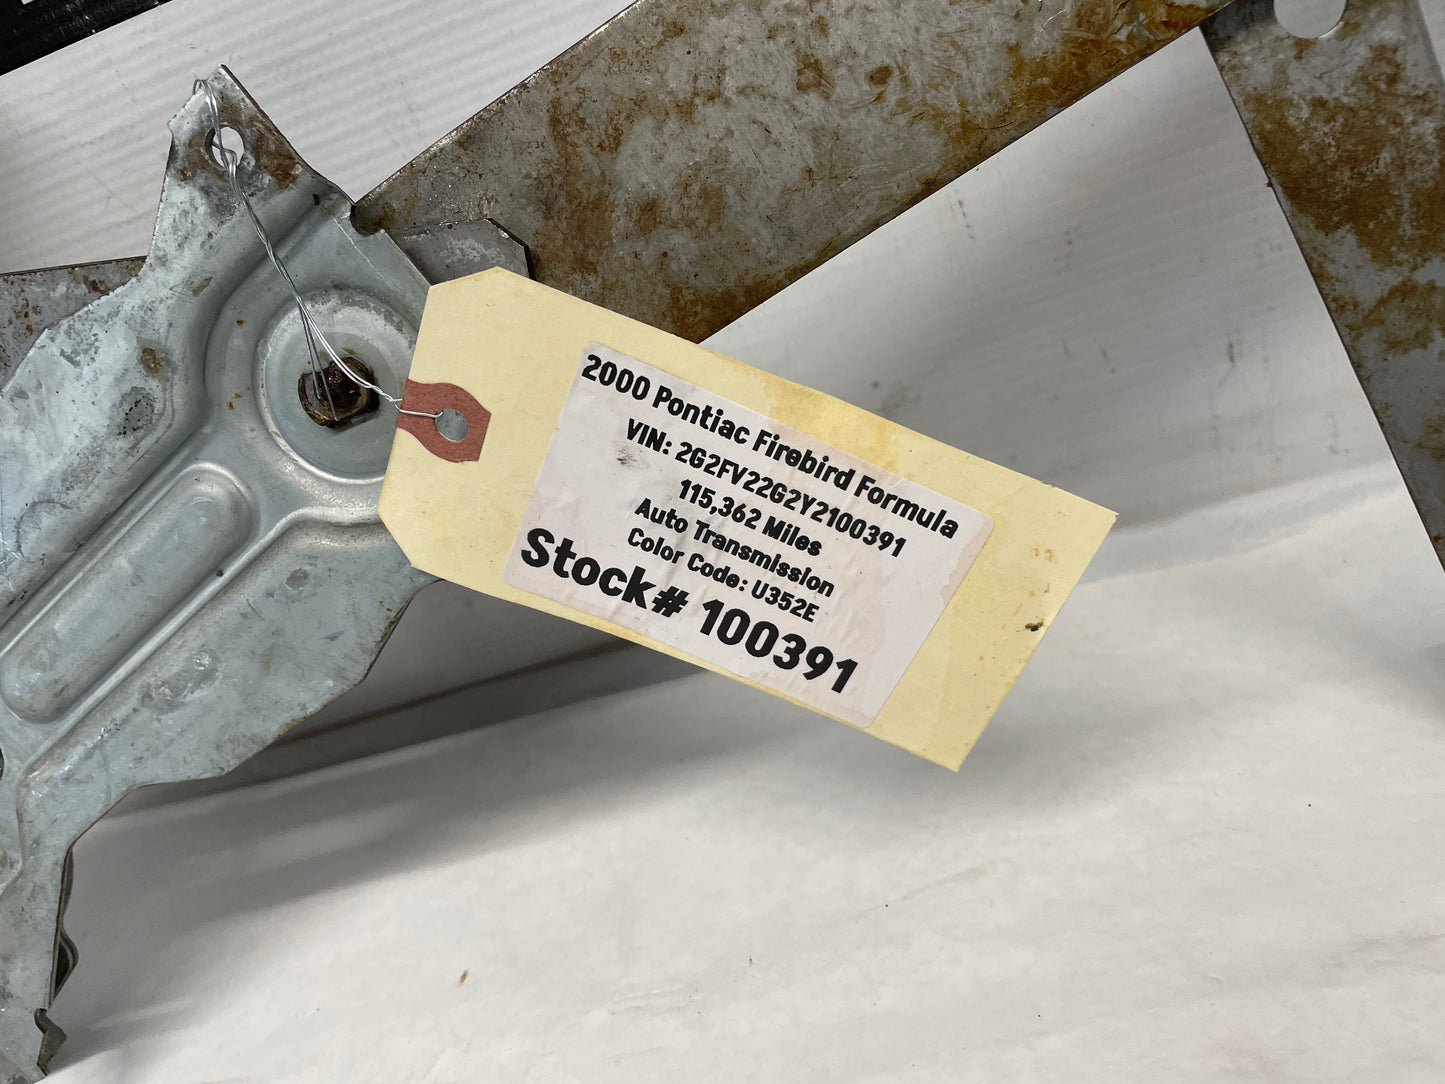 2000 Pontiac Firebird Formula
VIN: 2G2FV22G2Y2100391
115,362 Miles
Auto Transmission
Color Code: U352E
Stock# 100391